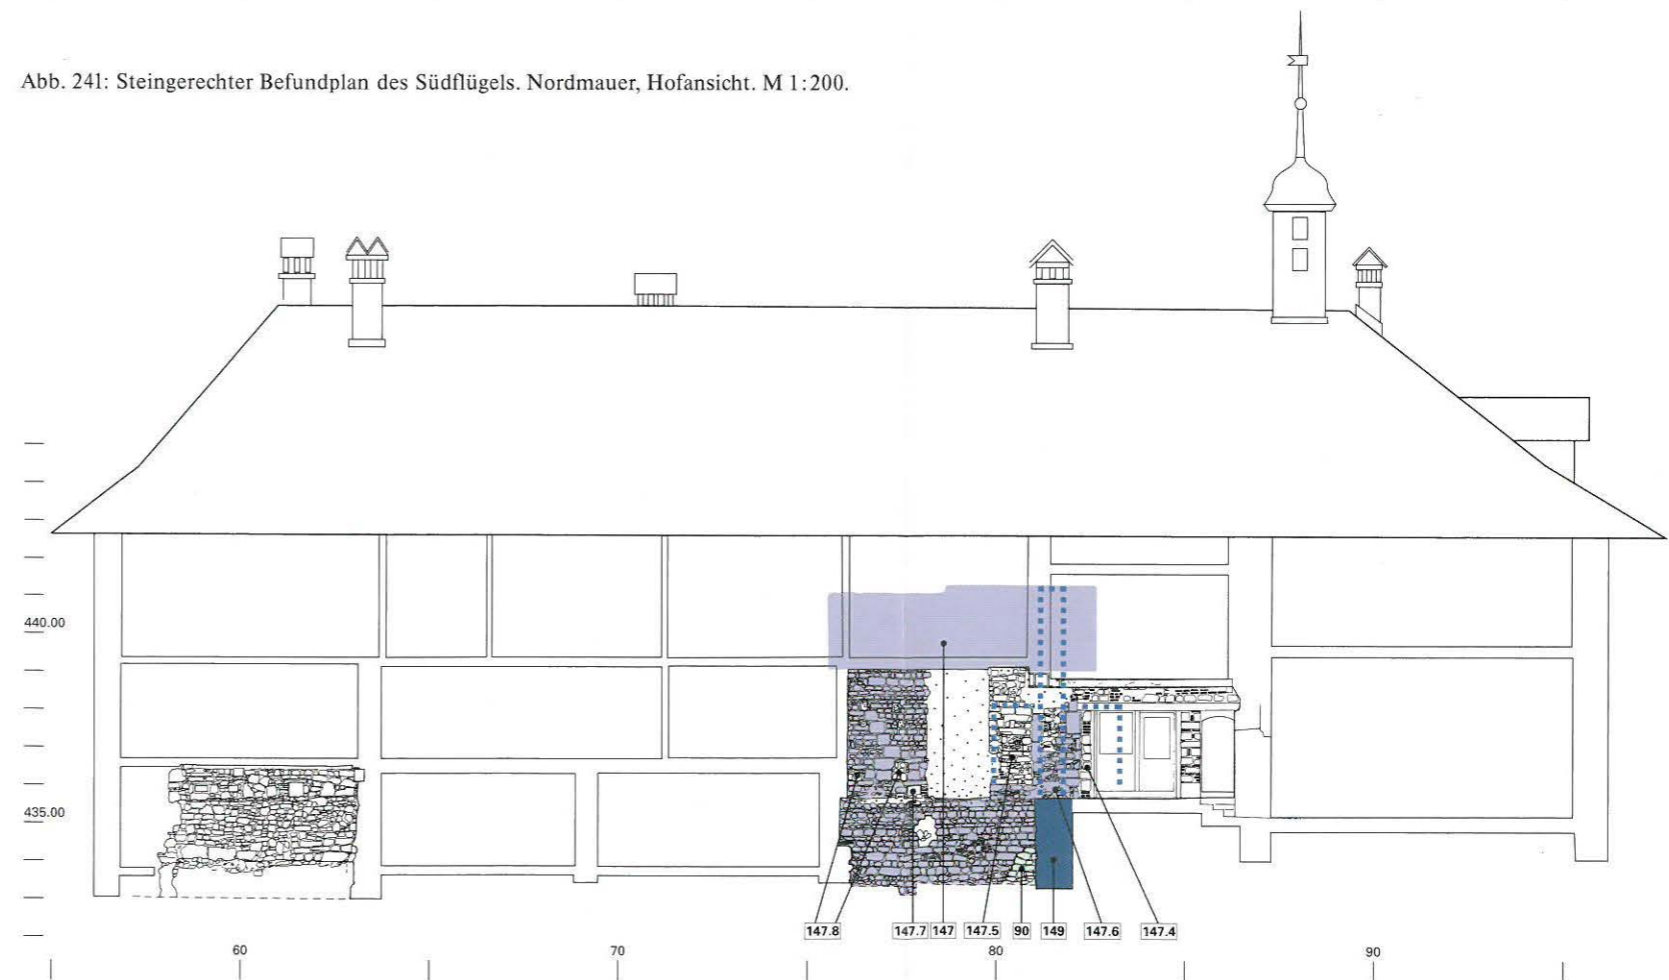 Abb. 241: Steingerechter Befundplan des Südflügels. Nordmauer, Hofansicht. M 1:200.
440.00
435.00
147.8 147.7 147 147.5 90 149 147.6 147.4
60 70 80 90